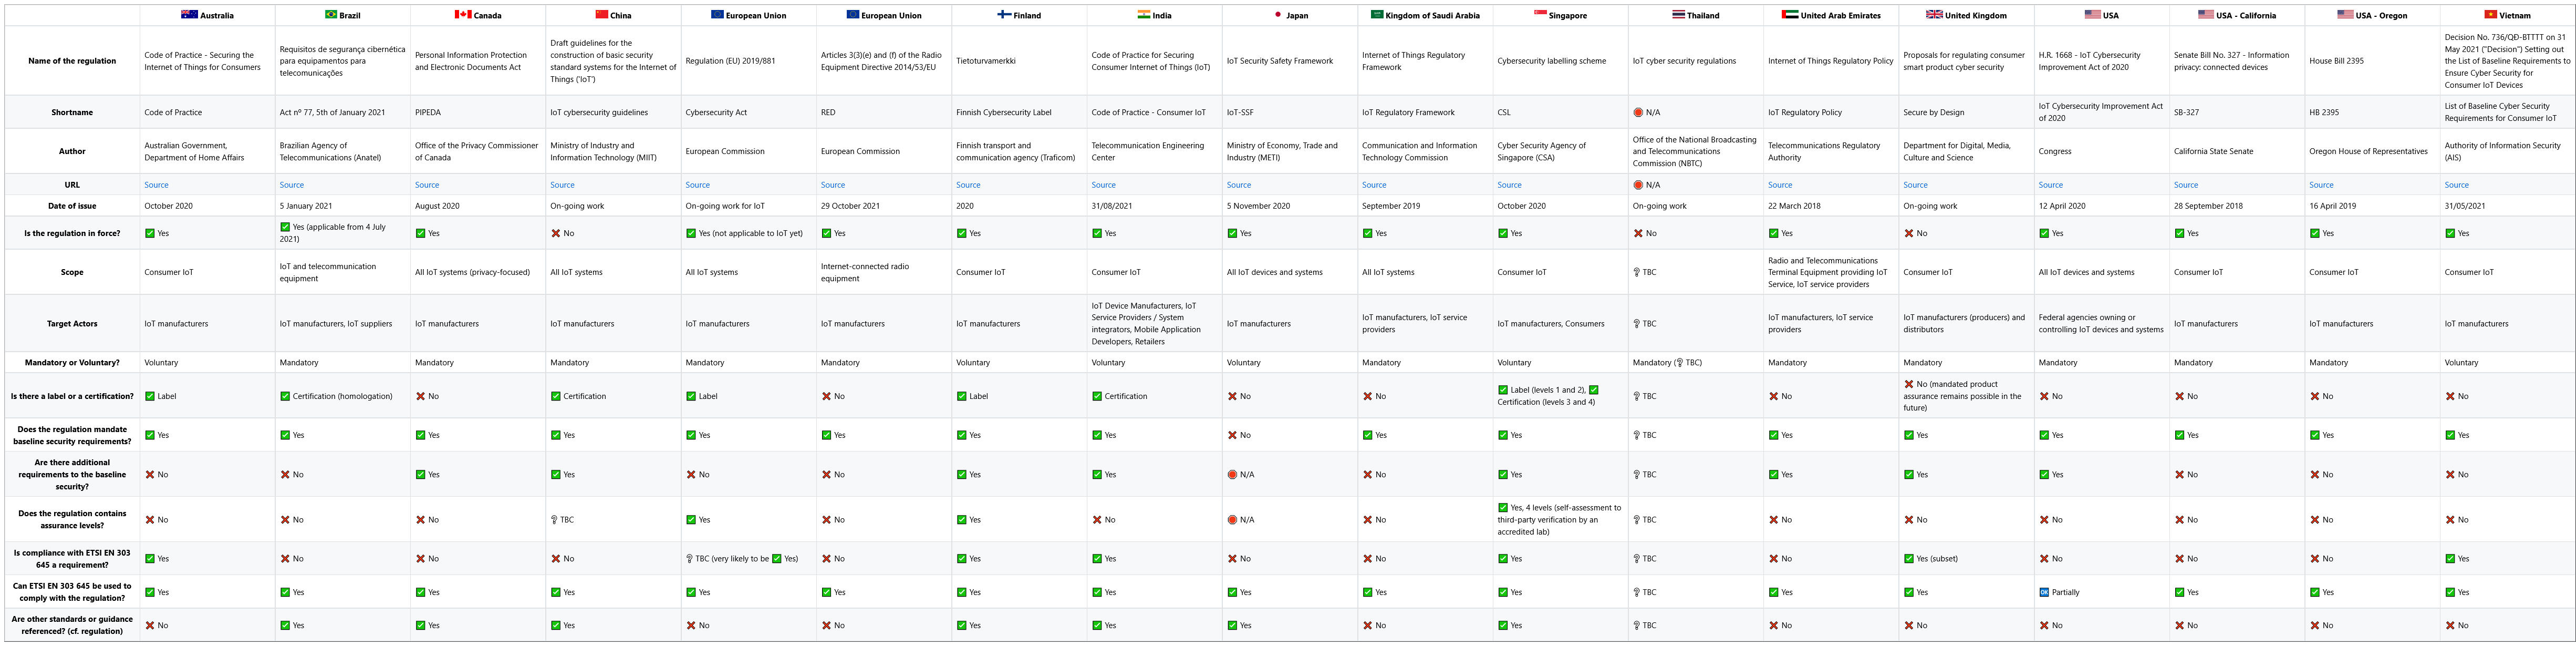 Australia Brazil Canada China European Union European Union Finland India Japan Kingdom of Saudi Arabia Singapore Thailand United Arab Emirates United Kingdom USA USA - California USA - Oregon Vietnam
Name of the regulation
Code of Practice - Securing the
Internet of Things for Consumers
Requisitos de segurança cibernética
para equipamentos para
telecomunicações
Personal Information Protection
and Electronic Documents Act
Draft guidelines for the
construction of basic security
standard systems for the Internet of
Things ('IoT')
Regulation (EU) 2019/881
Articles 3(3)(e) and (f) of the Radio
Equipment Directive 2014/53/EU
Tietoturvamerkki
Code of Practice for Securing
Consumer Internet of Things (IoT)
IoT Security Safety Framework
Internet of Things Regulatory
Framework
Cybersecurity labelling scheme
IoT cyber security regulations
Internet of Things Regulatory Policy
Proposals for regulating consumer
smart product cyber security
H.R. 1668 - IoT Cybersecurity
Improvement Act of 2020
Senate Bill No. 327 - Information
privacy: connected devices
House Bill 2395
Decision No. 736/QĐ-BTTTT on 31
May 2021 ("Decision") Setting out
the List of Baseline Requirements to
Ensure Cyber Security for
Consumer IoT Devices
Shortname
Code of Practice
Act nº 77, 5th of January 2021
PIPEDA
IoT cybersecurity guidelines
Cybersecurity Act
RED
Finnish Cybersecurity Label
Code of Practice - Consumer IoT
IoT-SSF
IoT Regulatory Framework
CSL
N/A
IoT Regulatory Policy
Secure by Design
IoT Cybersecurity Improvement Act
of 2020
SB-327
HB 2395
List of Baseline Cyber Security
Requirements for Consumer IoT
Author
Australian Government,
Department of Home Affairs
Brazilian Agency of
Telecommunications (Anatel)
Office of the Privacy Commissioner
of Canada
Ministry of Industry and
Information Technology (MIIT)
European Commission
European Commission
Finnish transport and
communication agency (Traficom)
Telecommunication Engineering
Center
Ministry of Economy, Trade and
Industry (METI)
Communication and Information
Technology Commission
Cyber Security Agency of
Singapore (CSA)
Office of the National Broadcasting
and Telecommunications
Commission (NBTC)
Telecommunications Regulatory
Authority
Department for Digital, Media,
Culture and Science
Congress
California State Senate
Oregon House of Representatives
Authority of Information Security
(AIS)
URL
Source Source Source Source Source Source Source Source Source Source Source N/A Source Source Source Source Source Source
Date of issue
October 2020
5 January 2021
August 2020
On-going work
On-going work for IoT
29 October 2021
2020
31/08/2021
5 November 2020
September 2019
October 2020
On-going work
22 March 2018
On-going work
12 April 2020
28 September 2018
16 April 2019
31/05/2021
Is the regulation in force?
Yes
Yes (applicable from 4 July
2021)
Yes
No
Yes (not applicable to IoT yet)
Yes
Yes
Yes
Yes
Yes
Yes
No
Yes
No
Yes
Yes
Yes
Yes
Scope
Consumer IoT
IoT and telecommunication
equipment
All IoT systems (privacy-focused)
All IoT systems
All IoT systems
Internet-connected radio
equipment
Consumer IoT
Consumer IoT
All IoT devices and systems
All IoT systems
Consumer IoT
TBC
Radio and Telecommunications
Terminal Equipment providing IoT
Service, IoT service providers
Consumer IoT
All IoT devices and systems
Consumer IoT
Consumer IoT
Consumer IoT
Target Actors
IoT manufacturers
IoT manufacturers, IoT suppliers
IoT manufacturers
IoT manufacturers
IoT manufacturers
IoT manufacturers
IoT manufacturers
IoT Device Manufacturers, IoT
Service Providers / System
integrators, Mobile Application
Developers, Retailers
IoT manufacturers
IoT manufacturers, IoT service
providers
IoT manufacturers, Consumers
TBC
IoT manufacturers, IoT service
providers
IoT manufacturers (producers) and
distributors
Federal agencies owning or
controlling IoT devices and systems
IoT manufacturers
IoT manufacturers
IoT manufacturers
Mandatory or Voluntary?
Voluntary Mandatory Mandatory Mandatory Mandatory Mandatory Voluntary Voluntary Voluntary Mandatory Voluntary Mandatory (? TBC) Mandatory Mandatory Mandatory Mandatory Mandatory Voluntary
Is there a label or a certification?
Label
Certification (homologation)
No
Certification
Label
No
Label
Certification
No
No
Label (levels 1 and 2),
Certification (levels 3 and 4)
TBC
No
No (mandated product
assurance remains possible in the
future)
No
No
No
No
Does the regulation mandate
baseline security requirements?
Yes Yes Yes Yes Yes Yes Yes Yes No Yes Yes TBC Yes Yes Yes Yes Yes Yes
Are there additional
requirements to the baseline
security?
No No Yes Yes No No Yes Yes N/A No Yes TBC Yes Yes Yes No No No
Does the regulation contains
assurance levels?
No No No TBC Yes No Yes No N/A No
Yes, 4 levels (self-assessment to
third-party verification by an
accredited lab)
TBC No No No No No No
Is compliance with ETSI EN 303
645 a requirement?
Yes No No No TBC (very likely to be Yes) No Yes Yes No No Yes TBC No Yes (subset) No No No Yes
Can ETSI EN 303 645 be used to
comply with the regulation?
Yes Yes Yes Yes Yes Yes Yes Yes Yes Yes Yes TBC Yes Yes OK Partially Yes Yes Yes
Are other standards or guidance
referenced? (cf. regulation)
No Yes Yes Yes No No Yes Yes Yes No Yes TBC No No No No No No